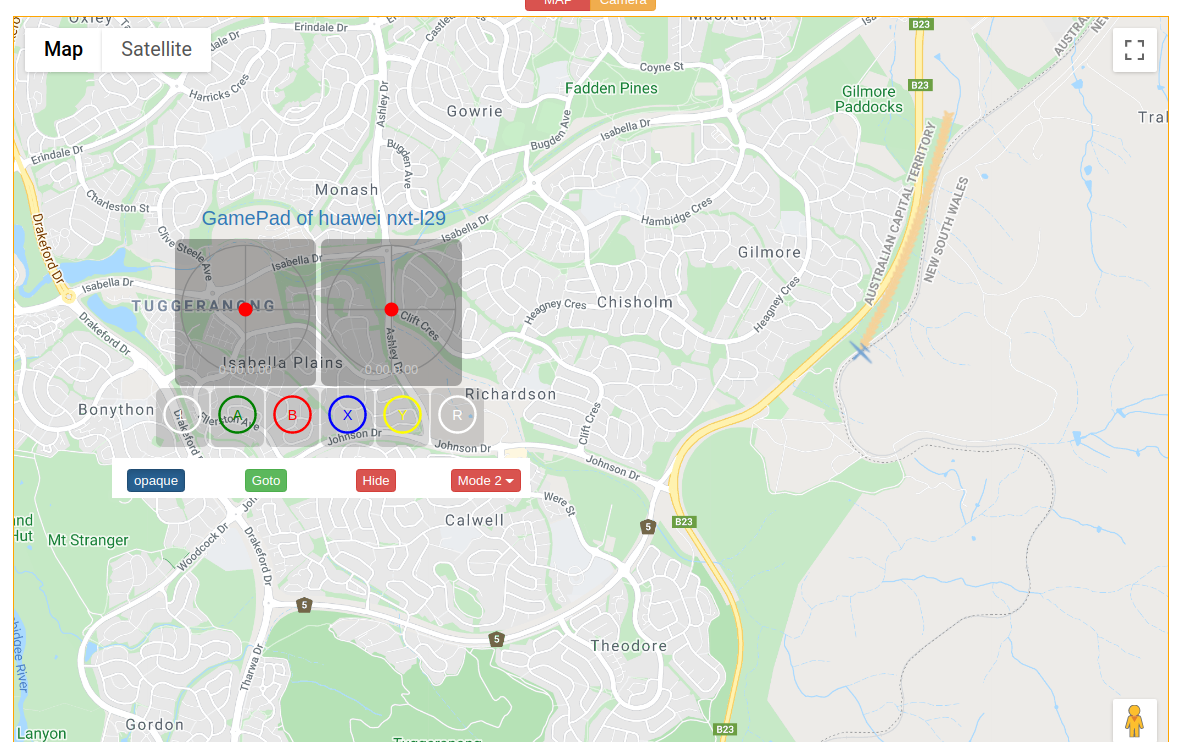 MAP Camera
Map Satellite
Oxley
Erindale Dr
MacArthur
B23
Coyne St
Fadden Pines
B23
Harricks Cres
Ashley Dr
Gowrie
Gilmore
Paddocks
Isabella Dr
Bugden Ave
Erindale Dr
Bugden Ave
Monash
Charleston St
Hambidge Cres
GamePad of huawei nxt-l29
Isabella Dr
Drakeford Dr
Clive Steele Ave
Gilmore
AUSTRALIAN CAPITAL TERRITORY
NEW SOUTH WALES
Isabella Dr
Isabella Dr
TUGGERANONG
Heagney Cres
Chisholm
Heagney Cres
Drakeford Dr
Clift Cres
Ashley Dr
Isabella Plains
0.00,0.00
0.00,0.00
Richardson
Bonython
L
A
B
X
Y
R
Drakeford Dr
Ellerston Ave
Johnson Dr
Johnson Dr
Clift Cres
Johnson Dr
opaque Goto Hide Mode 2
Were St
Calwell
B23
5
Mt Stranger
Woodcock Dr
Drakeford Dr
5
5
Theodore
Tharwa Dr
Gordon
B23
Lanyon